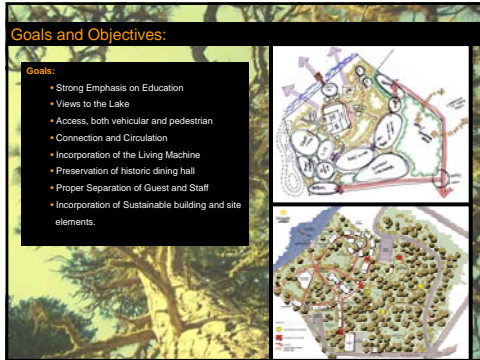 Goals and Objectives:
Goals:
▪ Strong Emphasis on Education
▪ Views to the Lake
▪ Access, both vehicular and pedestrian
▪ Connection and Circulation
▪ Incorporation of the Living Machine
▪ Preservation of historic dining hall
▪ Proper Separation of Guest and Staff
▪ Incorporation of Sustainable building and site
elements.